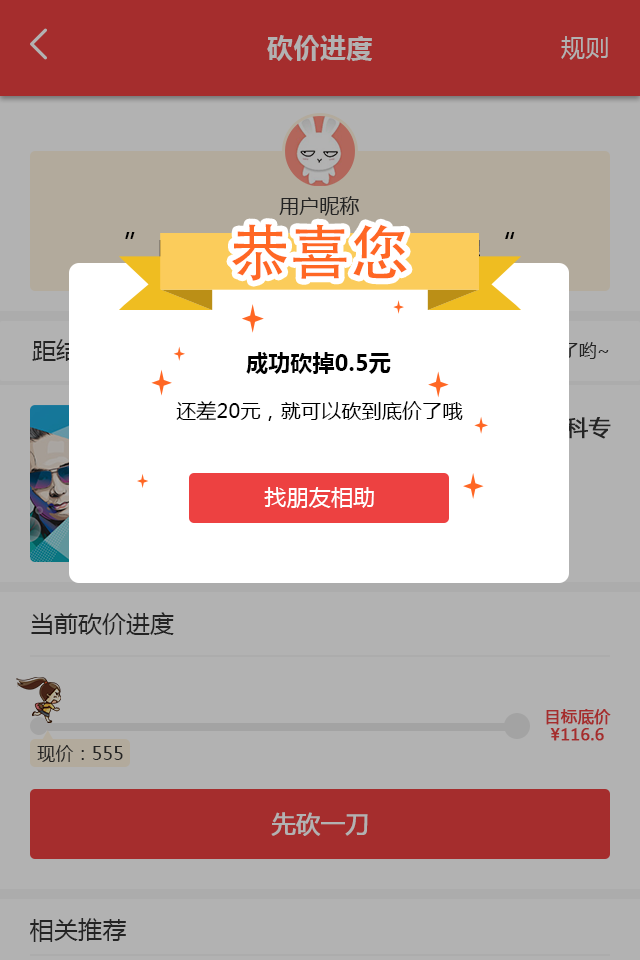 砍价进度
规则
用户昵称
恭喜您
成功砍掉0.5元
还差20元，就可以砍到底价了哦
找朋友相助
距结
了哟~
科专
当前砍价进度
目标底价
¥116.6
现价：555
先砍一刀
相关推荐